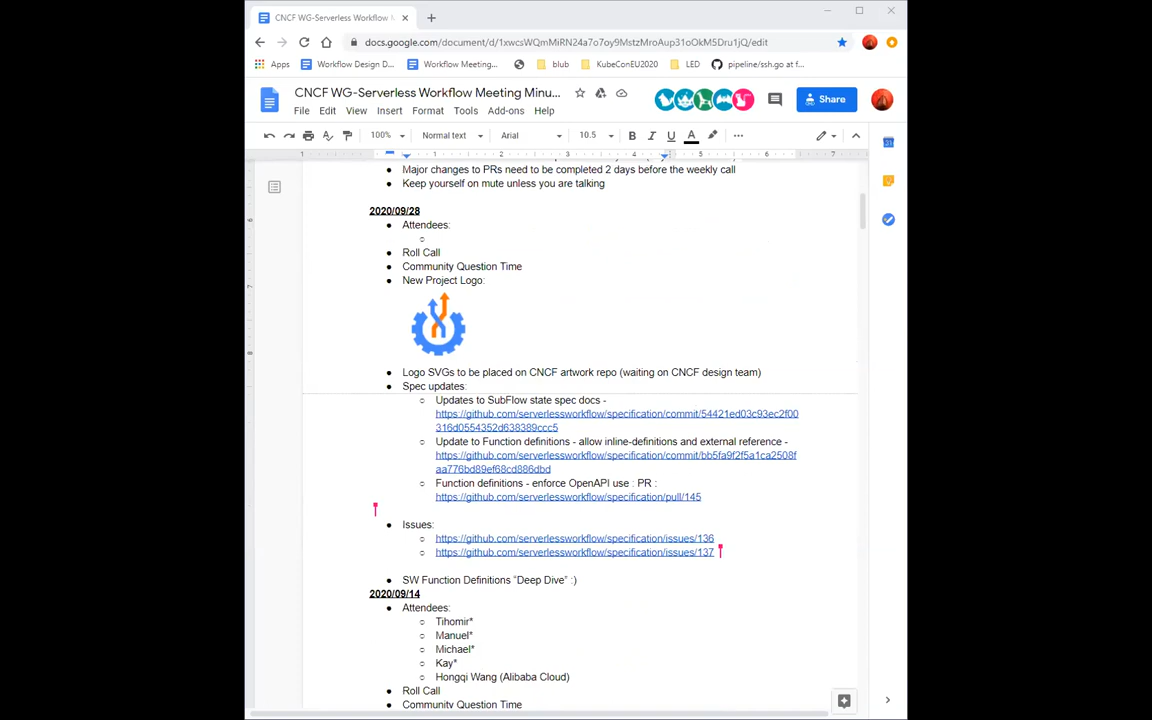 CNCF WG-Serverless Workflow M
docs.google.com/document/d/1xwcsWQmMiRN24a7o7oy9MstzMroAup31oOkM5Dru1jQ/edit
Apps Workflow Design D... Workflow Meeting... blub KubeConEU2020 LED pipeline/ssh.go at f...
CNCF WG-Serverless Workflow Meeting Minu...
Share
File Edit View Insert Format Tools Add-ons Help
100% Normal text Arial 10.5 B I U A
1 1 2 3 4 5 6 7
Major changes to PRs need to be completed 2 days before the weekly call
Keep yourself on mute unless you are talking
2020/09/28
Attendees:
Roll Call
Community Question Time
New Project Logo:
Logo SVGs to be placed on CNCF artwork repo (waiting on CNCF design team)
Spec updates:
Updates to SubFlow state spec docs -
https://github.com/serverlessworkflow/specification/commit/54421ed03c93ec2f00
316d0554352d638389ccc5
Update to Function definitions - allow inline-definitions and external reference -
https://github.com/serverlessworkflow/specification/commit/bb5fa9f2f5a1ca2508f
aa776bd89ef68cd886dbd
Function definitions - enforce OpenAPI use : PR :
https://github.com/serverlessworkflow/specification/pull/145
Issues:
https://github.com/serverlessworkflow/specification/issues/136
https://github.com/serverlessworkflow/specification/issues/137
SW Function Definitions “Deep Dive” :)
2020/09/14
Attendees:
Tihomir*
Manuel*
Michael*
Kay*
Hongqi Wang (Alibaba Cloud)
Roll Call
Community Question Time